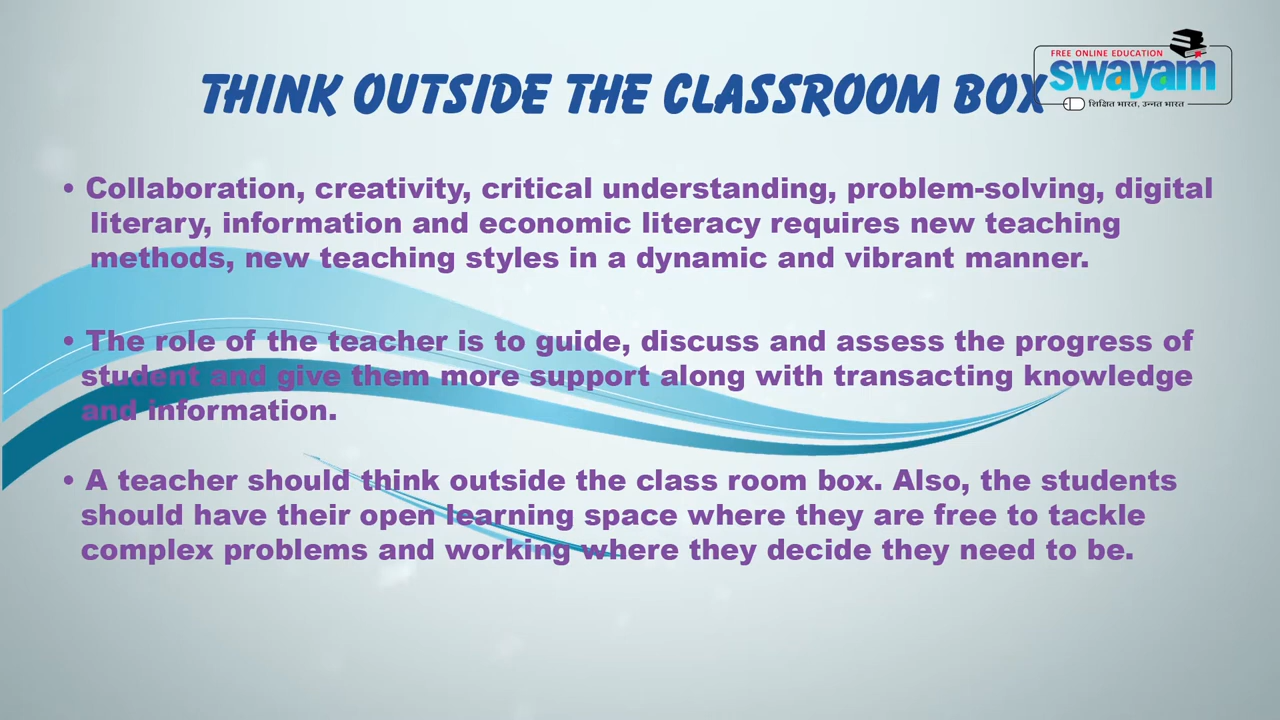 FREE ONLINE EDUCATION
swayam
शिक्षित भारत, उन्नत भारत
THINK OUTSIDE THE CLASSROOM BOX
• Collaboration, creativity, critical understanding, problem-solving, digital
literary, information and economic literacy requires new teaching
methods, new teaching styles in a dynamic and vibrant manner.
• The role of the teacher is to guide, discuss and assess the progress of
student and give them more support along with transacting knowledge
and information.
• A teacher should think outside the class room box. Also, the students
should have their open learning space where they are free to tackle
complex problems and working where they decide they need to be.